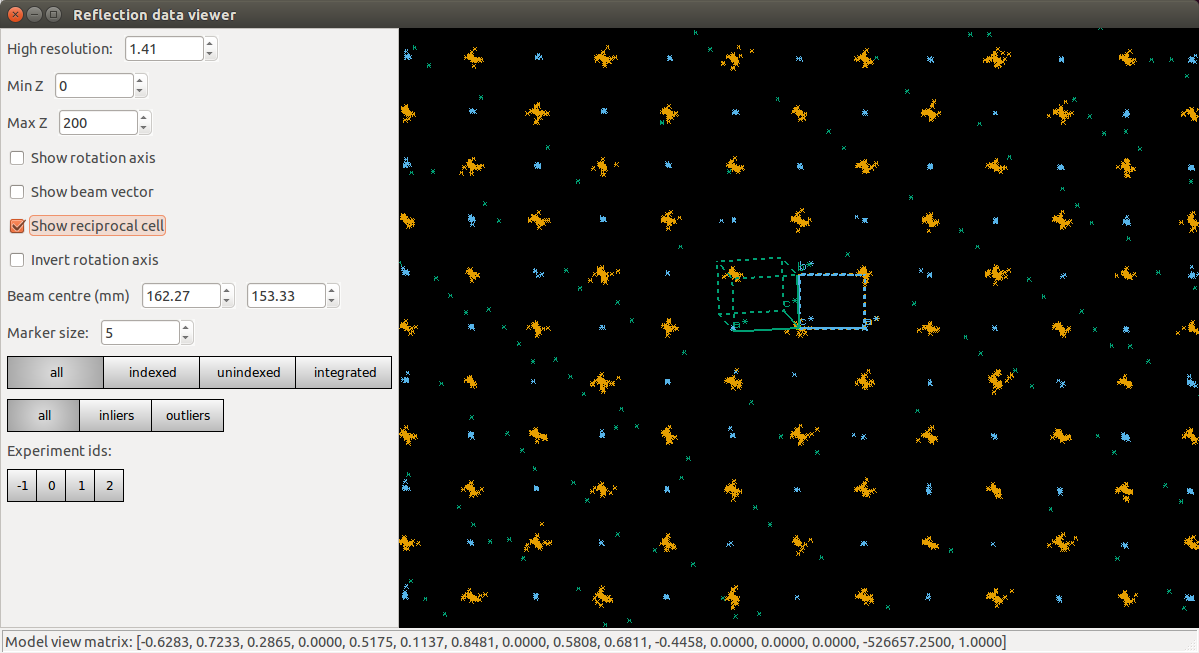 Reflection data viewer
High resolution: 1.41
Min Z 0
Max Z 200
Show rotation axis
Show beam vector
Show reciprocal cell
Invert rotation axis
Beam centre (mm) 162.27 153.33
Marker size: 5
all indexed unindexed integrated
all inliers outliers
Experiment ids:
-1 0 1 2
b*
c*
a* c* a*
Model view matrix: [-0.6283, 0.7233, 0.2865, 0.0000, 0.5175, 0.1137, 0.8481, 0.0000, 0.5808, 0.6811, -0.4458, 0.0000, 0.0000, 0.0000, -526657.2500, 1.0000]